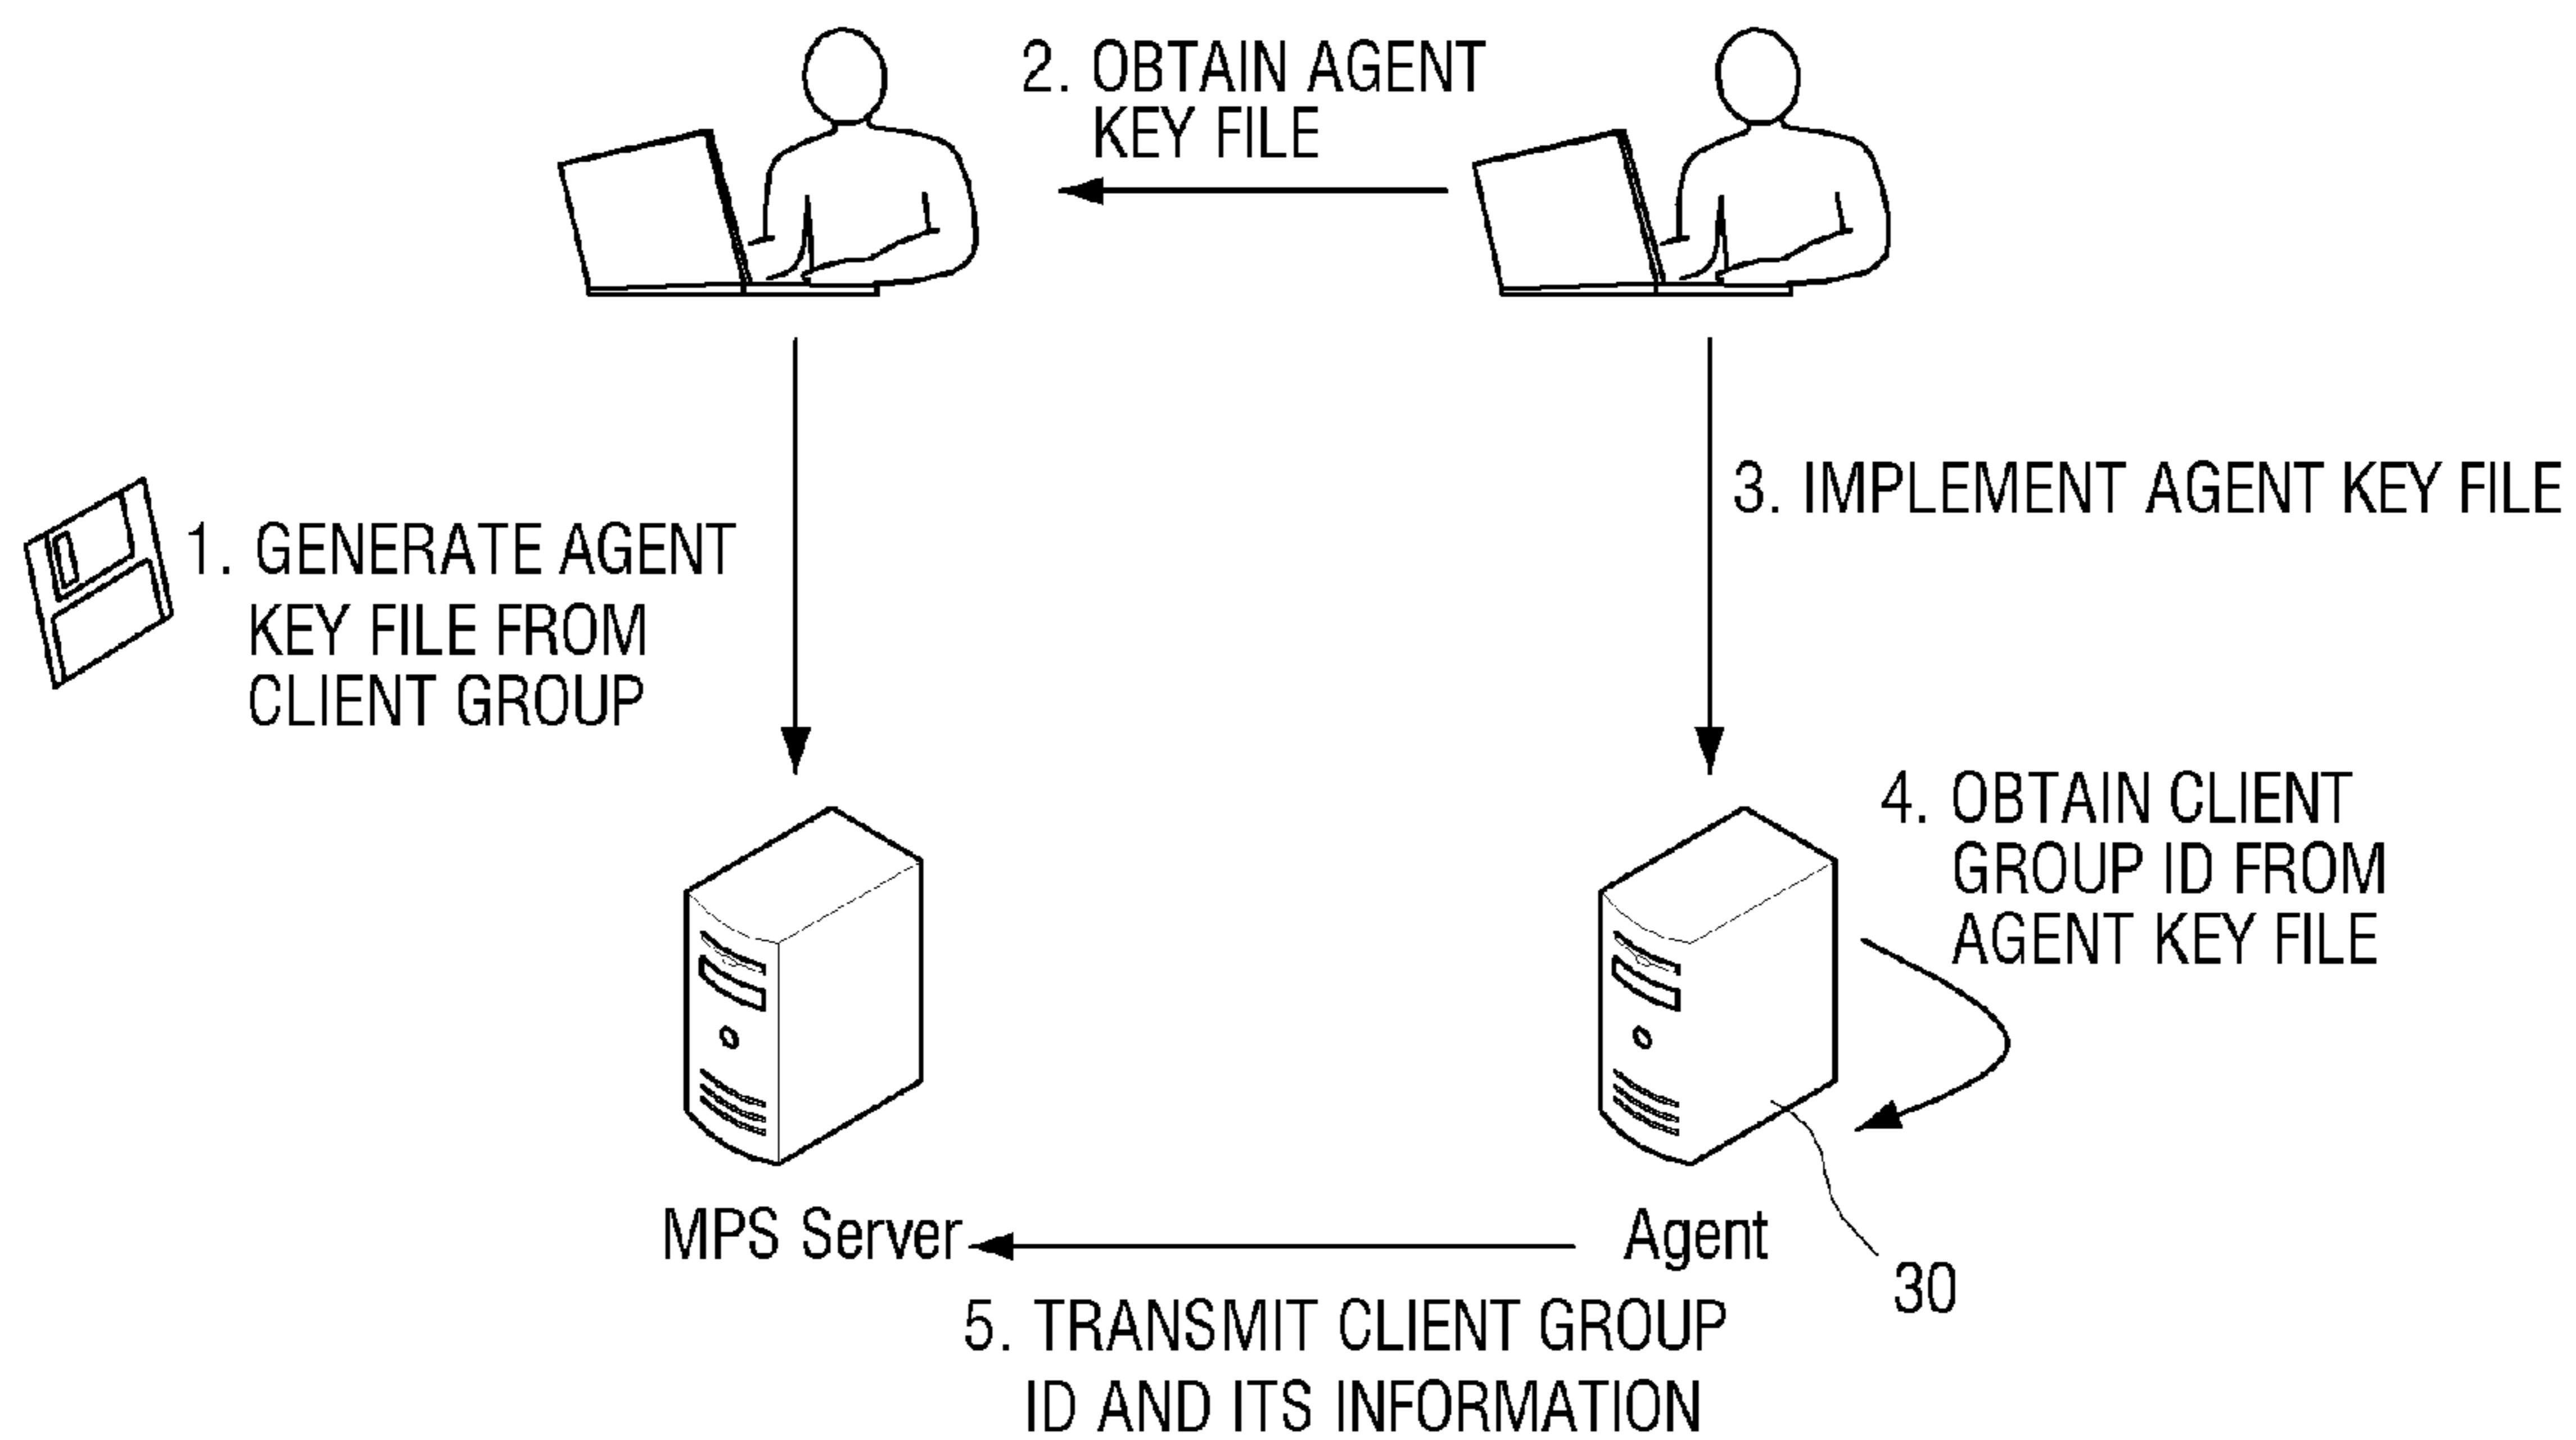 2. OBTAIN AGENT
KEY FILE
3. IMPLEMENT AGENT KEY FILE
1. GENERATE AGENT
KEY FILE FROM
CLIENT GROUP
4. OBTAIN CLIENT
GROUP ID FROM
AGENT KEY FILE
MPS Server
Agent
30
5. TRANSMIT CLIENT GROUP
ID AND ITS INFORMATION